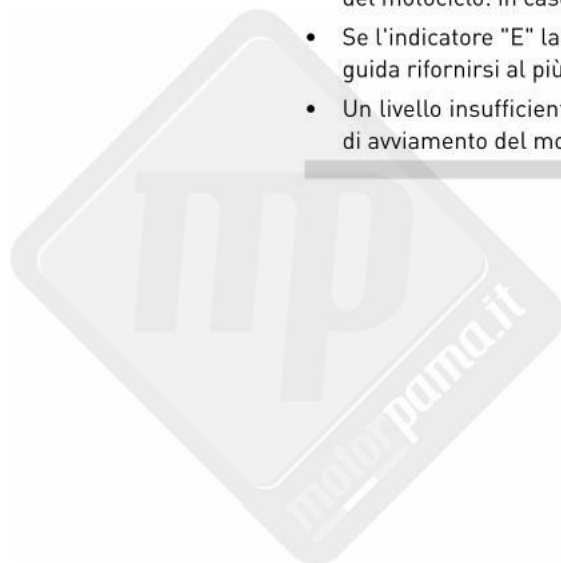 del motociclo. In caso
• Se l'indicatore "E" la
guida rifornirsi al più
• Un livello insufficient
di avviamento del mo
mp
motorpama.it